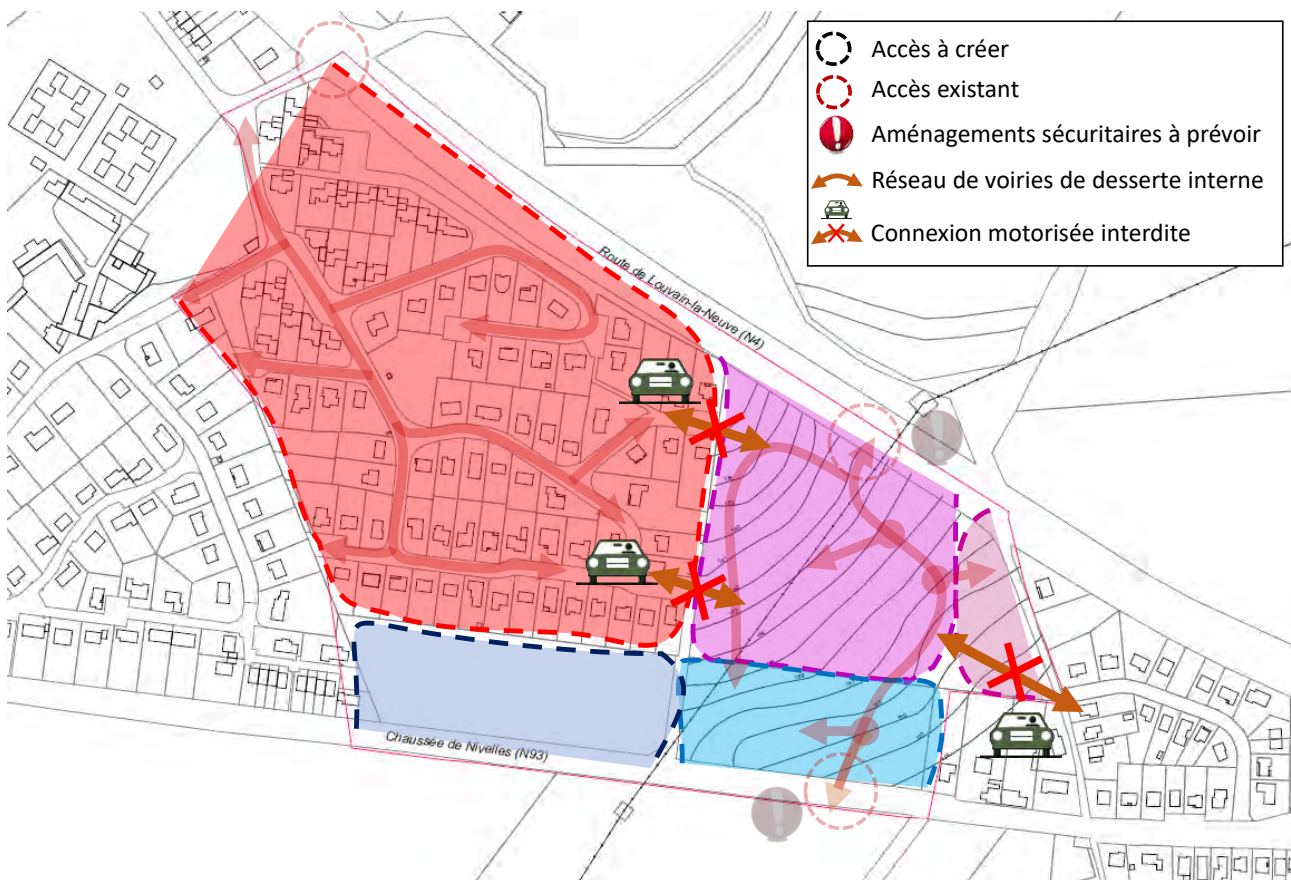 Accès à créer
Accès existant
Aménagements sécuritaires à prévoir
Réseau de voiries de desserte interne
Connexion motorisée interdite
Route de Louvain-la-Neuve (N4)
Chaussée de Nivelles (N93)